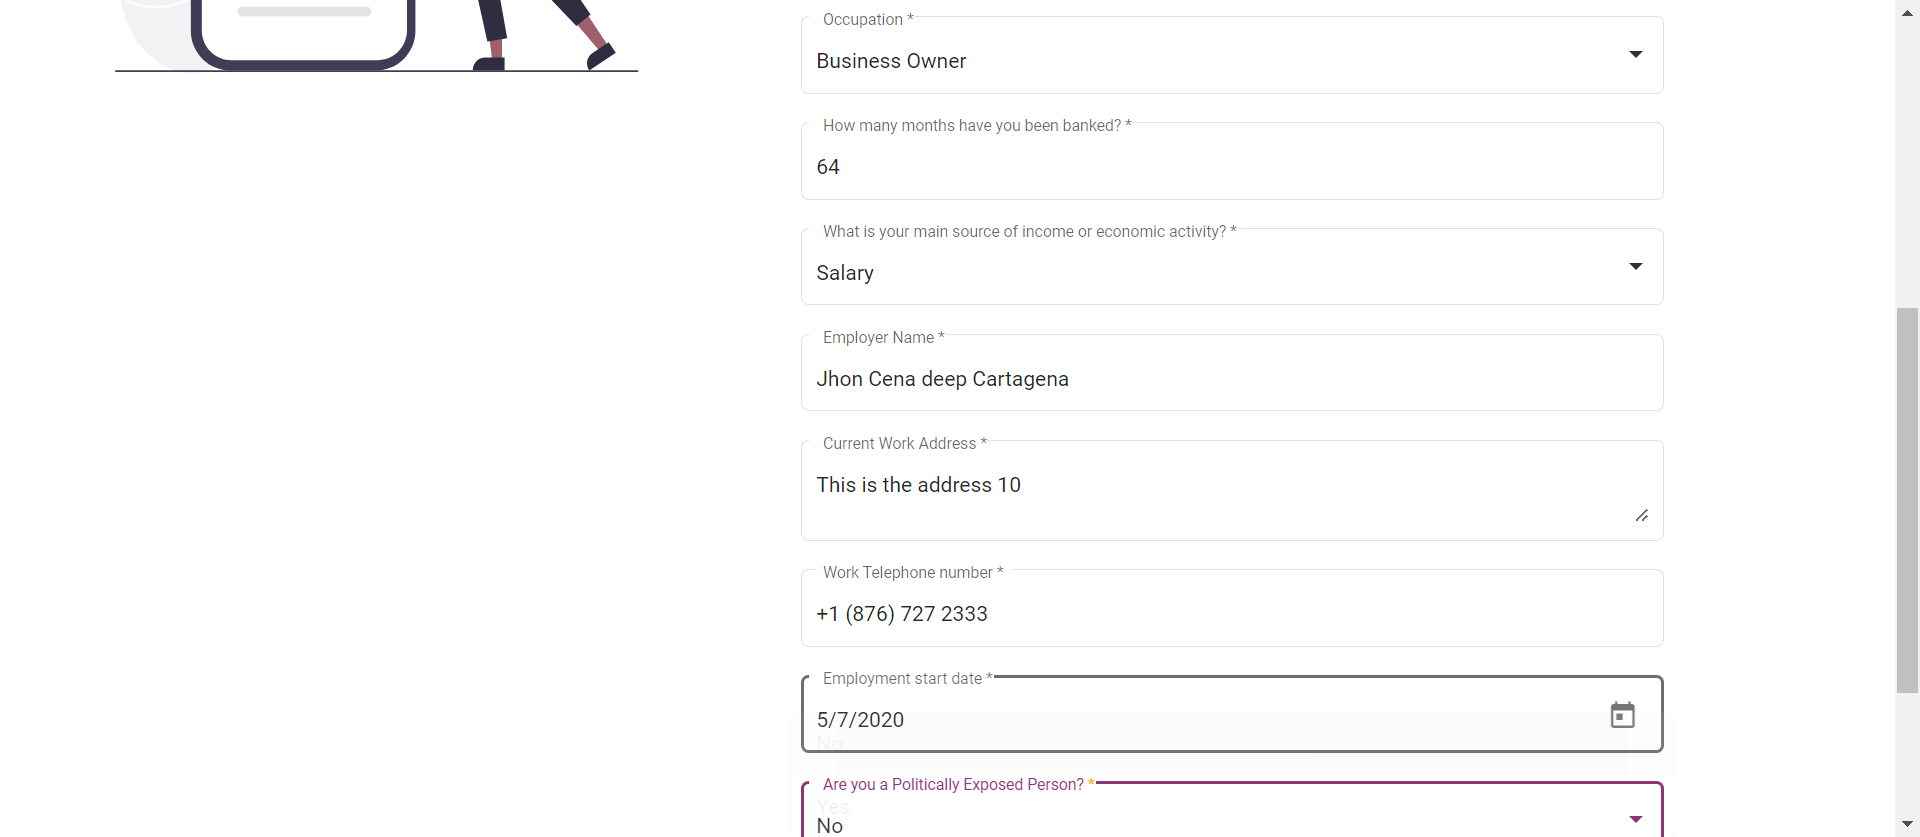 Occupation *
Business Owner
How many months have you been banked? *
64
What is your main source of income or economic activity? *
Salary
Employer Name *
Jhon Cena deep Cartagena
Current Work Address *
This is the address 10
Work Telephone number *
+1 (876) 727 2333
Employment start date *
5/7/2020
No
Are you a Politically Exposed Person? *
Yes
No